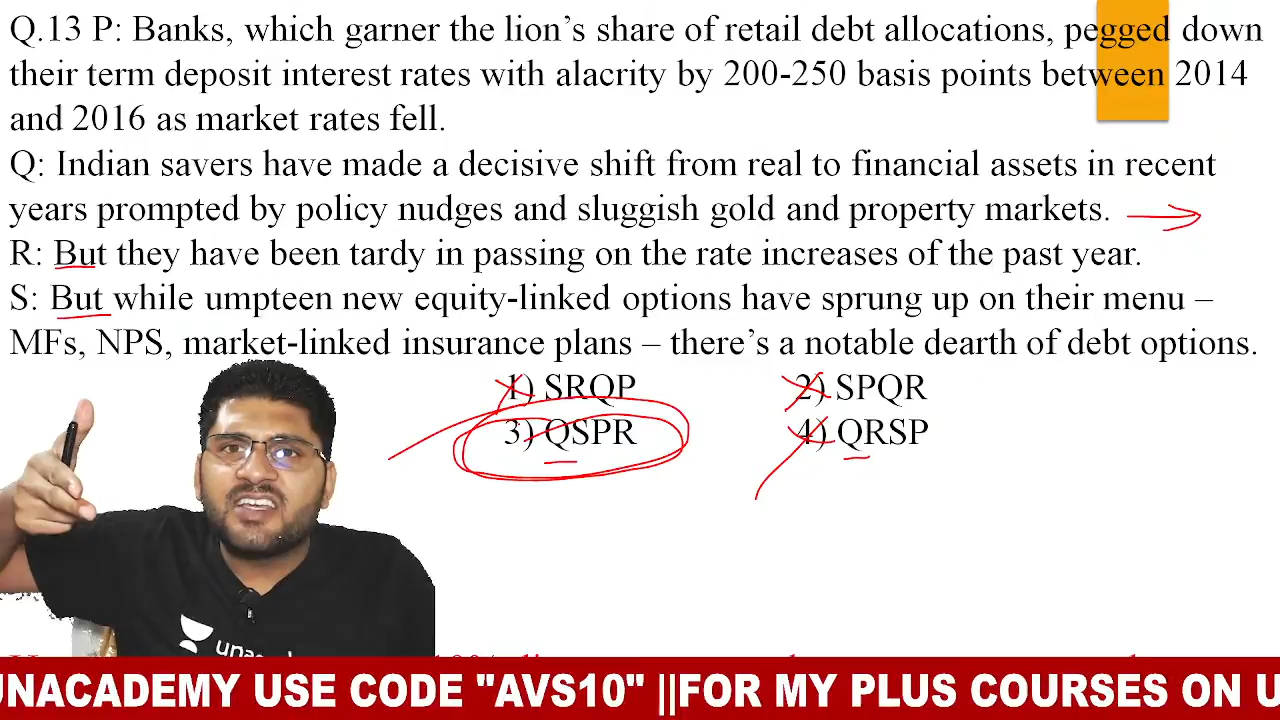 Q.13 P: Banks, which garner the lion’s share of retail debt allocations, pegged down
their term deposit interest rates with alacrity by 200-250 basis points between 2014
and 2016 as market rates fell.
Q: Indian savers have made a decisive shift from real to financial assets in recent
years prompted by policy nudges and sluggish gold and property markets.
R: But they have been tardy in passing on the rate increases of the past year.
S: But while umpteen new equity-linked options have sprung up on their menu –
MFs, NPS, market-linked insurance plans – there’s a notable dearth of debt options.
1) SRQP 2) SPQR
3) QSPR 4) QRSP
UNACADEMY USE CODE "AVS10" ||FOR MY PLUS COURSES ON U